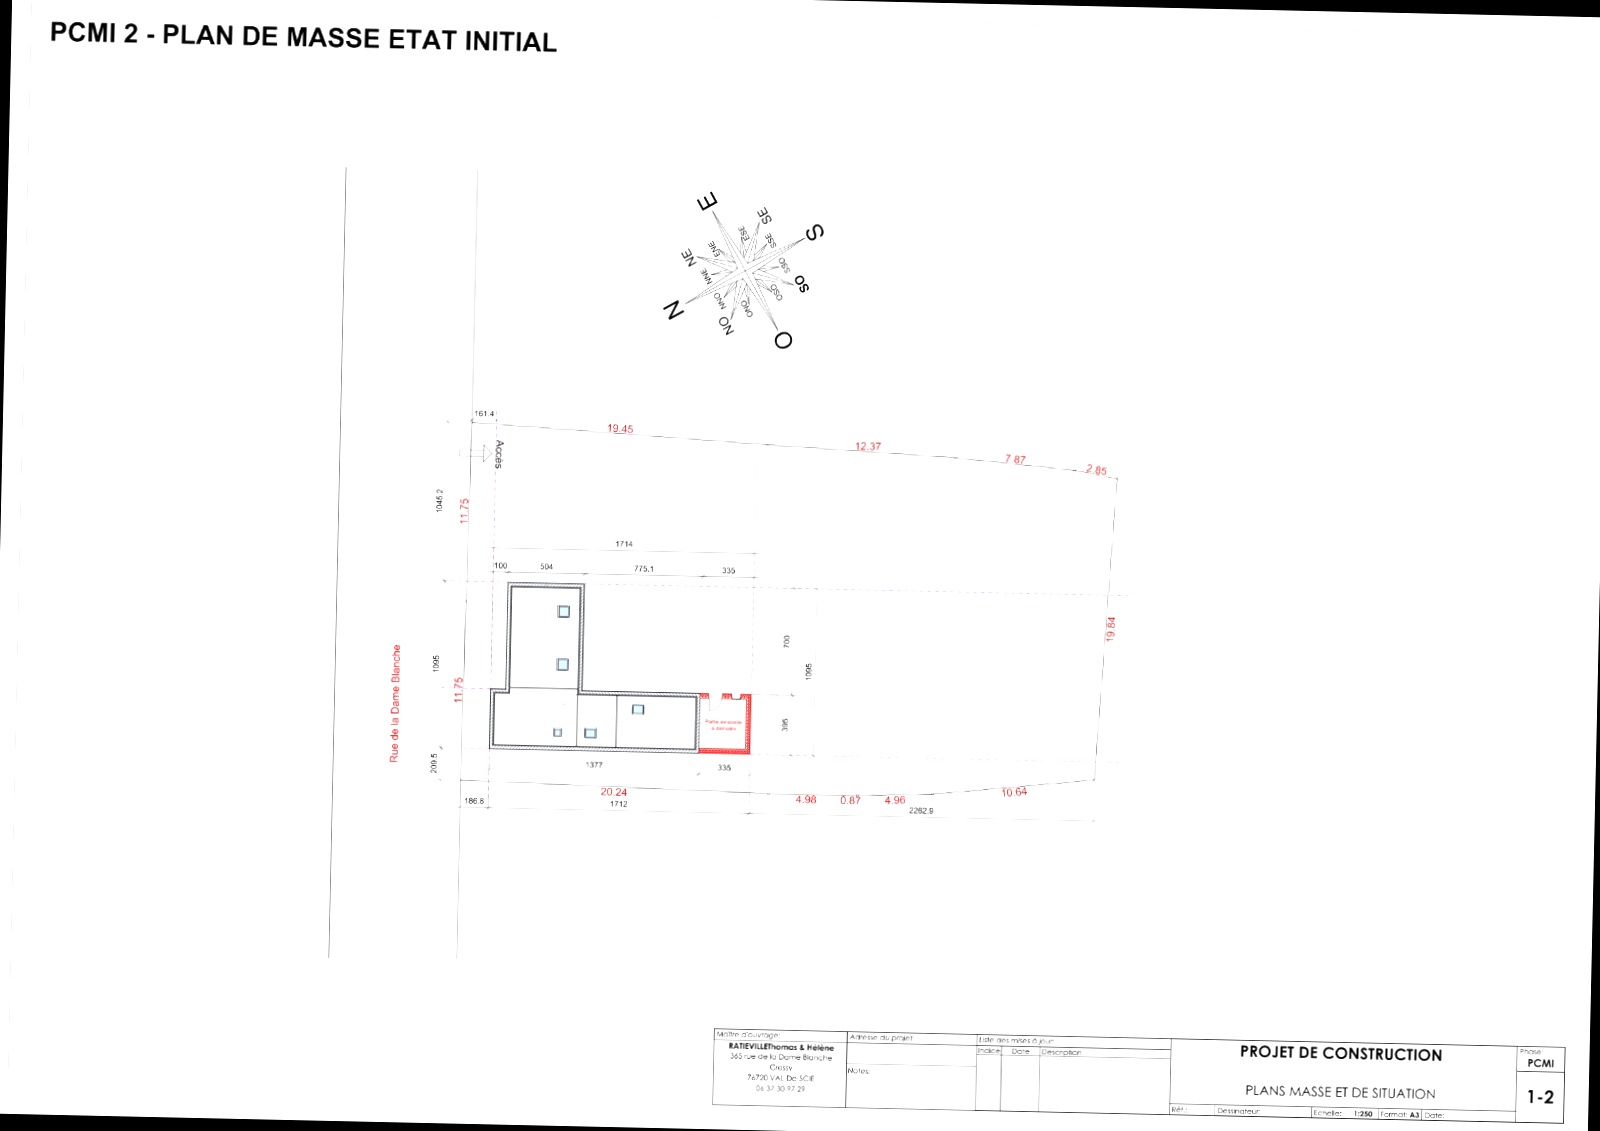 PCMI 2 - PLAN DE MASSE ETAT INITIAL
E
SE
S
ESE
SSE
ENE
NE
SSO
NNE
SO
OSO
N
NNO
ONO
NO
O
161.4
19.45
12.37
7.87
2.85
Accès
1045.2
11.75
1714
100
504
775.1
335
Rue de la Dame Blanche
1095
11.75
700
1095
19.84
395
Partie existante
à démolir
209.5
1377
335
186.8
20.24
1712
4.98
0.87
4.96
10.64
2262.9
Maître d'ouvrage:
RATIEVILLEThomas & Hélène
365 rue de la Dame Blanche
Crassy
76720 VAL De-SCIE
06 37 30 97 29
Adresse du projet
Notes:
Liste des mises à jour:
Indice
Date
Description
PROJET DE CONSTRUCTION
PLANS MASSE ET DE SITUATION
Réf.:
Dessinateur:
Echelle: 1:250
Format: A3
Date:
Phase:
PCMI
1-2